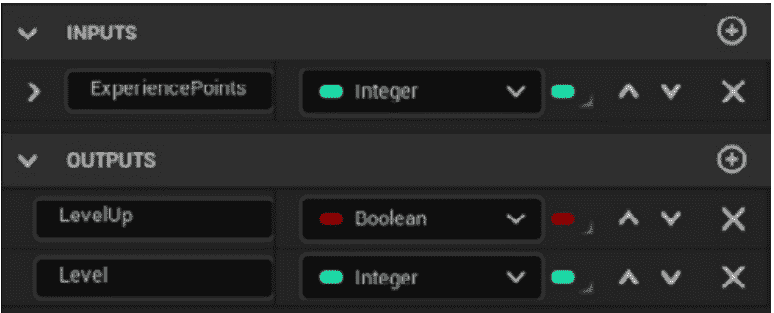 INPUTS
ExperiencePoints Integer
OUTPUTS
LevelUp Boolean
Level Integer